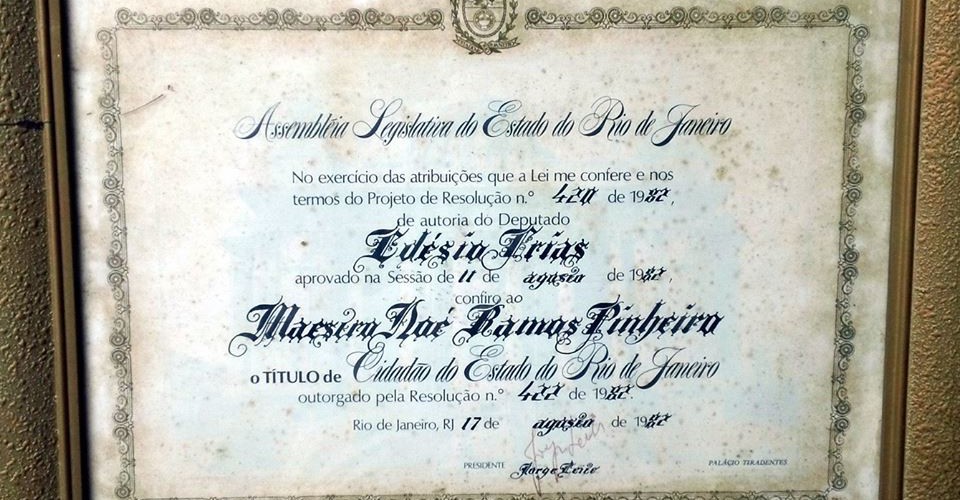 Assembléia Legislativa do Estado do Rio de Janeiro
No exercício das atribuições que a Lei me confere e nos
termos do Projeto de Resolução n.º 420 de 1982,
de autoria do Deputado
Edésio Frias
aprovado na Sessão de 11 de agosto de 1982,
confiro ao
Maestro Noé Ramos Pinheiro
o TÍTULO de Cidadão do Estado do Rio de Janeiro
outorgado pela Resolução n.º 422 de 1982.
Rio de Janeiro, RJ 17 de agosto de 1982
PRESIDENTE Jorge Leite PALÁCIO TIRADENTES